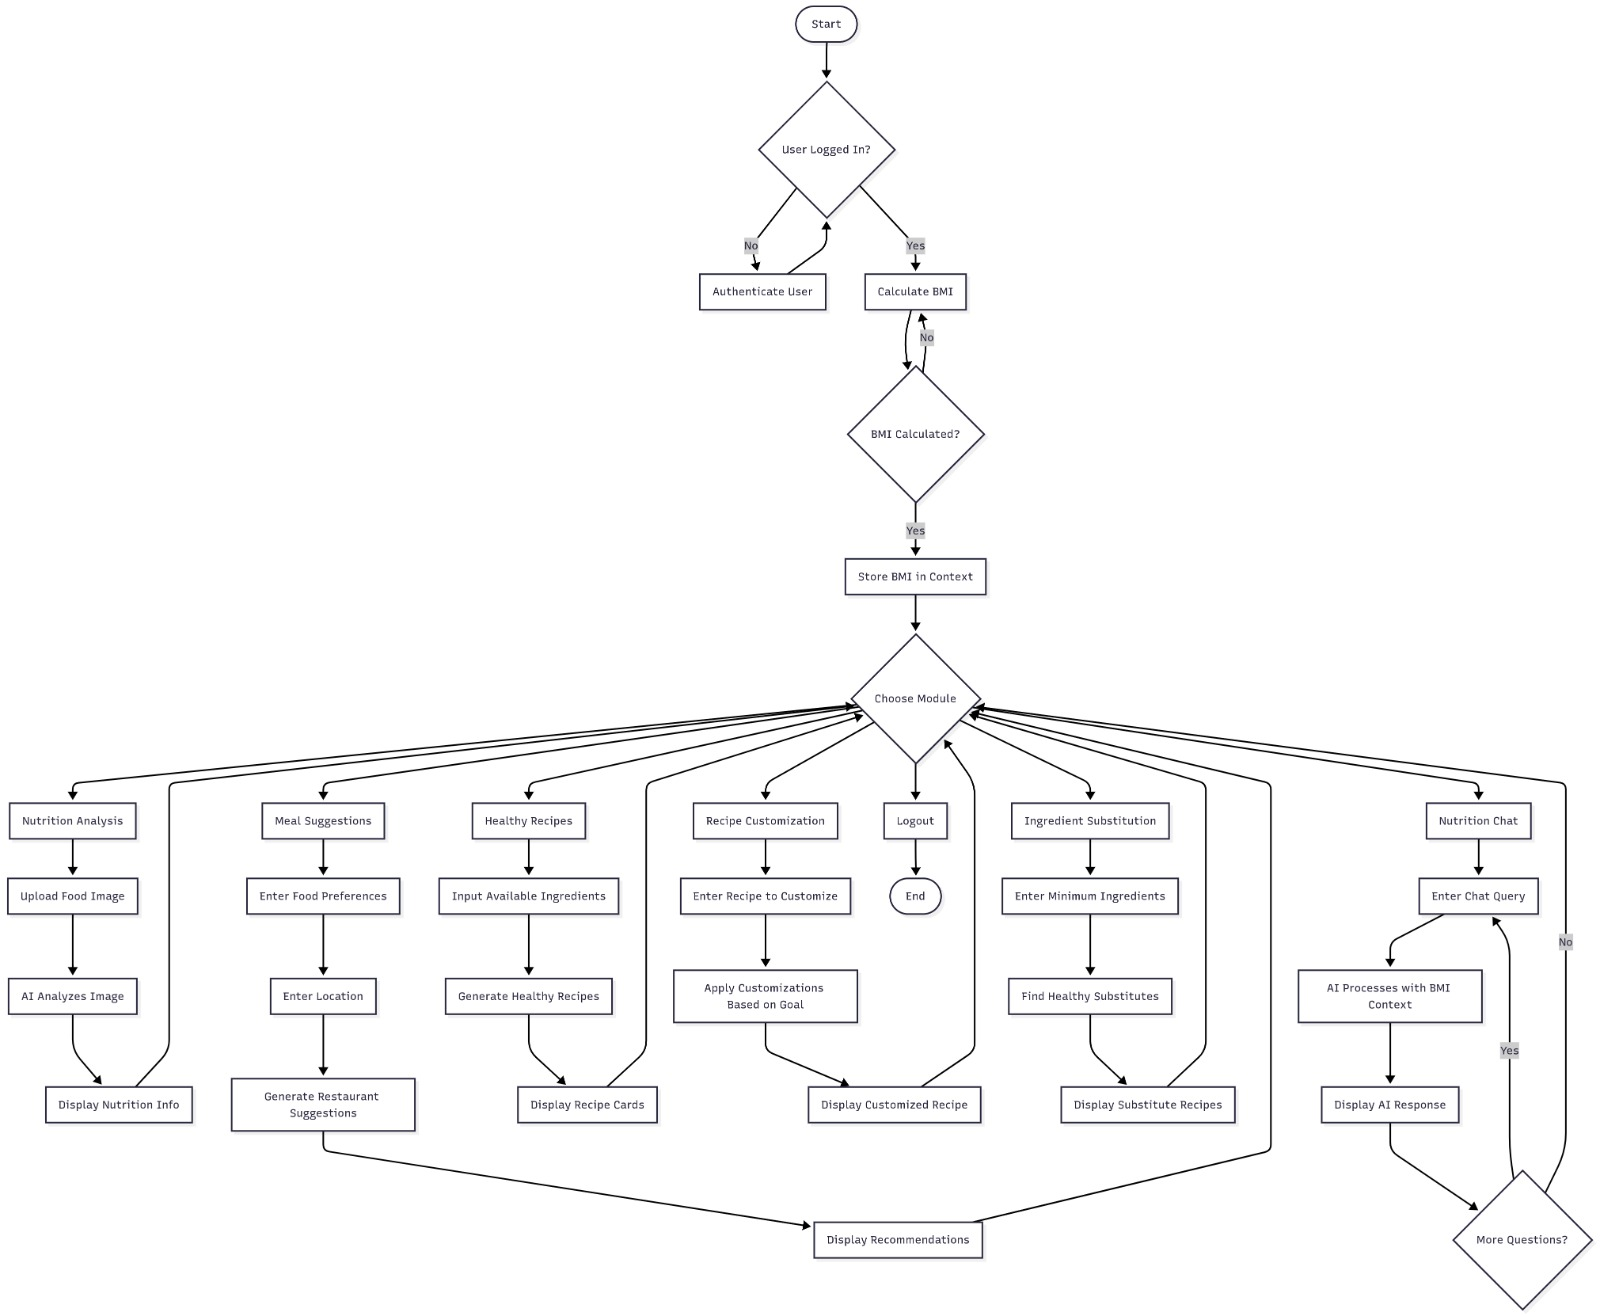 Start
User Logged In?
No
Yes
Authenticate User
Calculate BMI
No
BMI Calculated?
Yes
Store BMI in Context
Choose Module
Nutrition Analysis
Meal Suggestions
Healthy Recipes
Recipe Customization
Logout
Ingredient Substitution
Nutrition Chat
Upload Food Image
Enter Food Preferences
Input Available Ingredients
Enter Recipe to Customize
End
Enter Minimum Ingredients
Enter Chat Query
No
AI Analyzes Image
Enter Location
Generate Healthy Recipes
Apply Customizations
Based on Goal
Find Healthy Substitutes
AI Processes with BMI
Context
Yes
Display Nutrition Info
Generate Restaurant
Suggestions
Display Recipe Cards
Display Customized Recipe
Display Substitute Recipes
Display AI Response
Display Recommendations
More Questions?